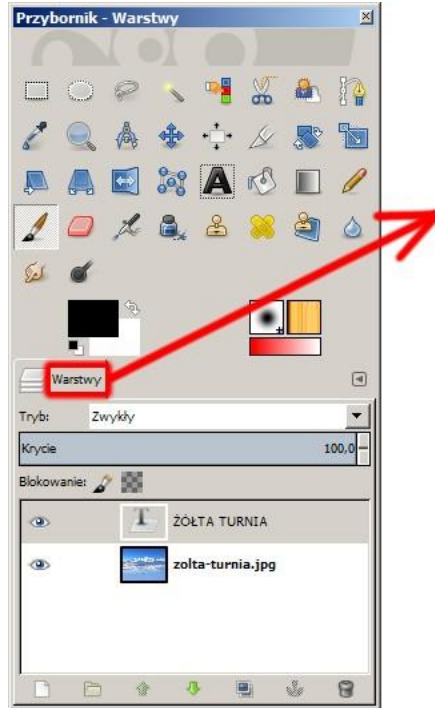 Przybornik - Warstwy
Warstwy
Tryb: Zwykły
Krycie 100,0
Blokowanie:
ŻÓŁTA TURNIA
zolta-turnia.jpg